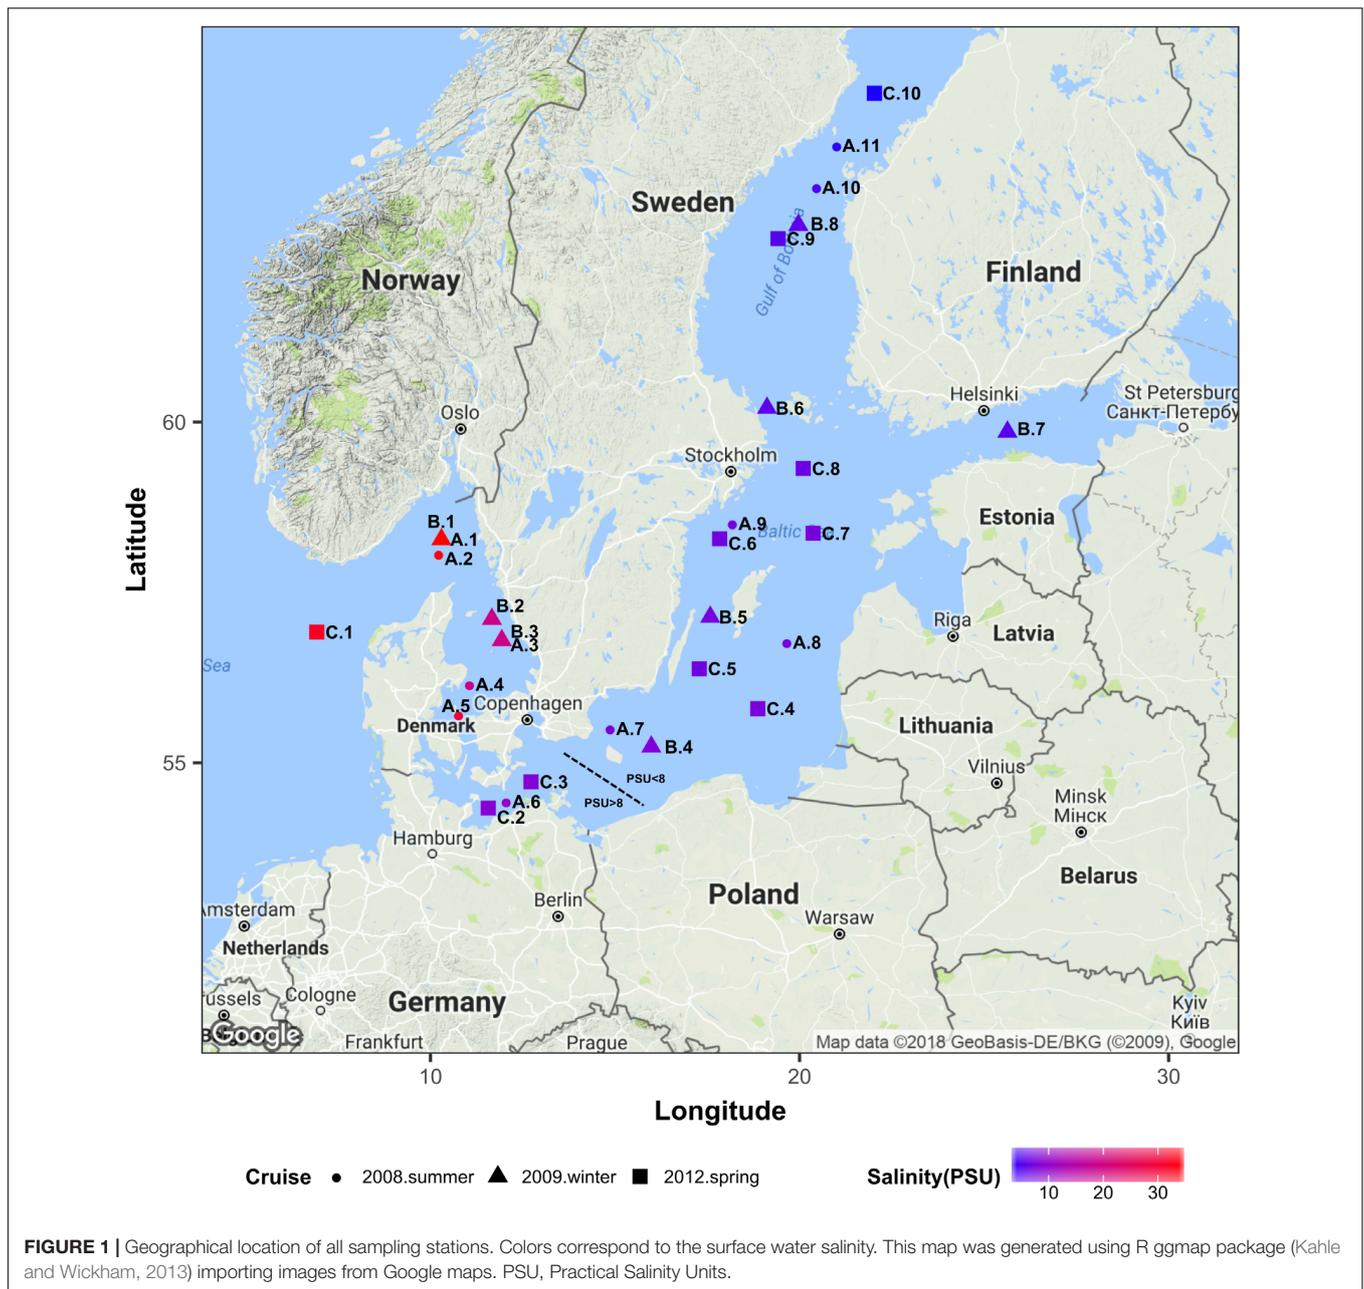 C.10
A.11
A.10
Sweden
B.8
C.9
Gulf of
Finland
Norway
Helsinki
St Petersburg
Санкт-Петербу
B.6
Oslo
B.7
60
Stockholm
C.8
Estonia
B.1
A.1
A.2
A.9
Baltic
C.6
C.7
Latitude
B.2
B.5
Riga
C.1
B.3
A.3
A.8
Latvia
Sea
C.5
A.4
A.5
Copenhagen
C.4
Denmark
A.7
B.4
Lithuania
55
PSU<8
Vilnius
C.3
PSU>8
A.6
C.2
Minsk
Мінск
Hamburg
Belarus
Poland
Berlin
Warsaw
Amsterdam
Netherlands
Germany
Cologne
russels
Kyiv
Київ
Google
Frankfurt
Prague
Map data ©2018 GeoBasis-DE/BKG (©2009), Google
10
20
30
Longitude
Cruise 2008.summer 2009.winter 2012.spring
Salinity(PSU)
10 20 30
FIGURE 1 | Geographical location of all sampling stations. Colors correspond to the surface water salinity. This map was generated using R ggmap package (Kahle
and Wickham, 2013) importing images from Google maps. PSU, Practical Salinity Units.